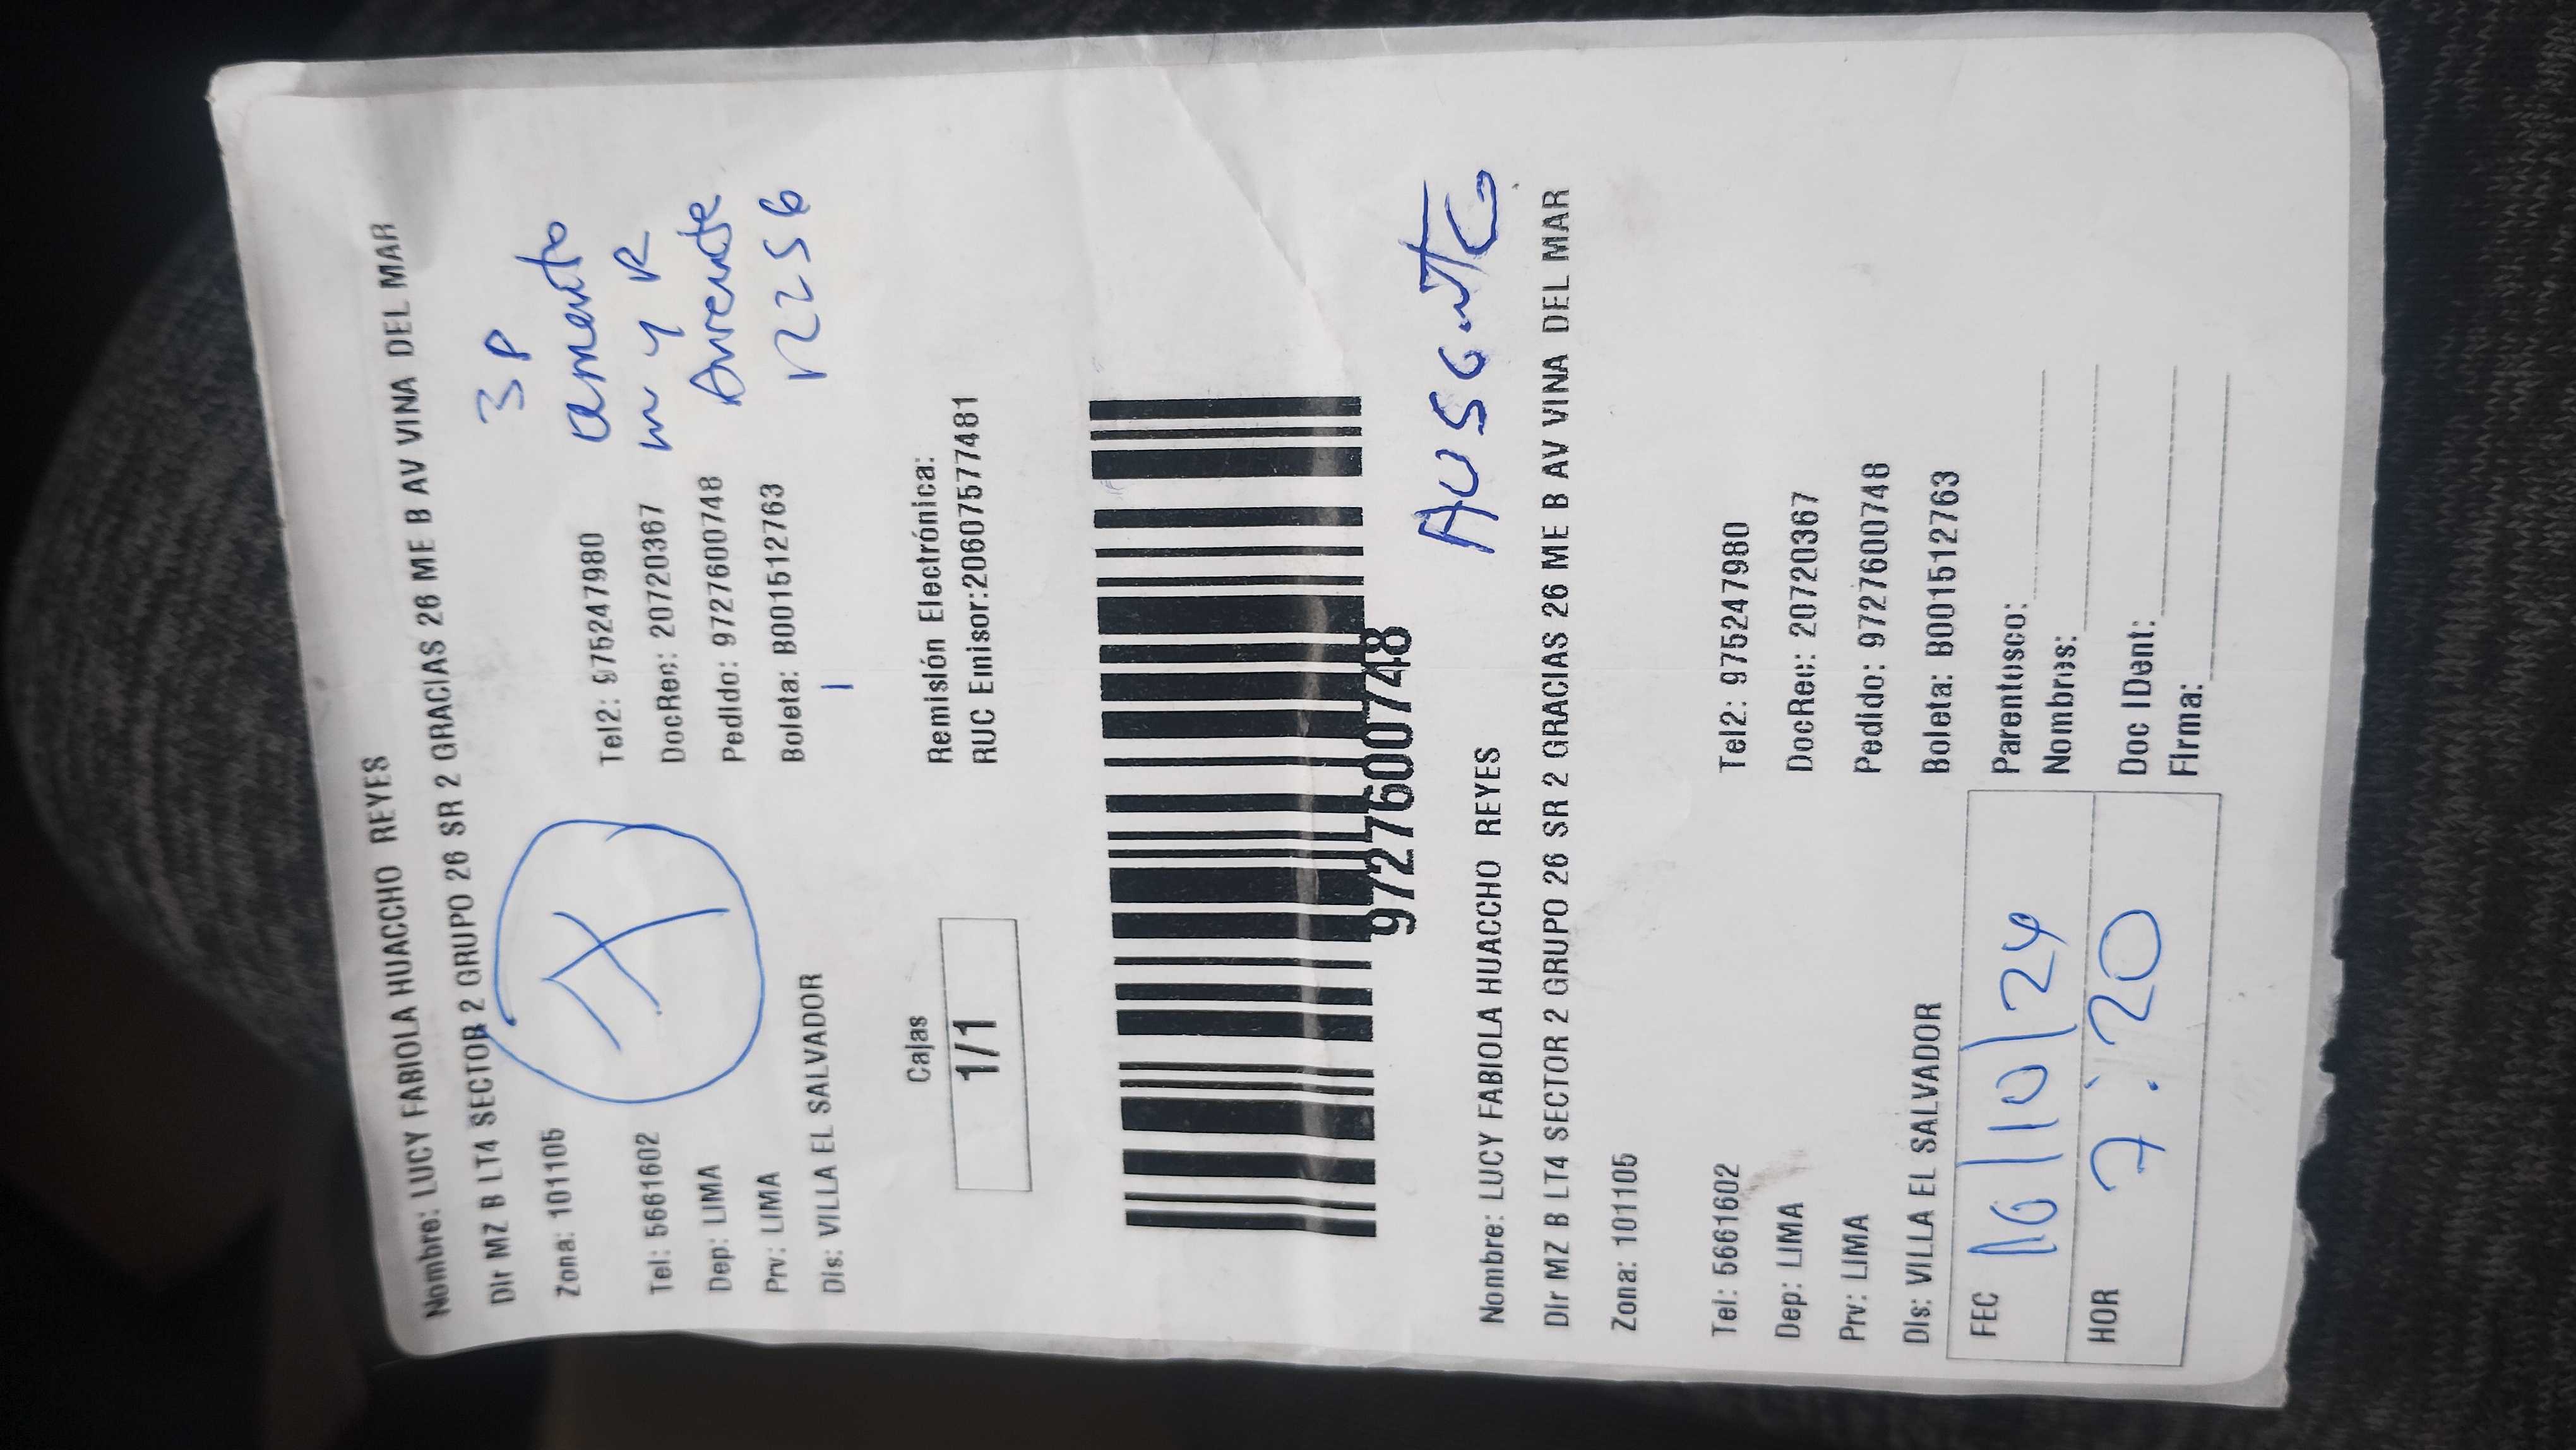 Nombre: LUCY FABIOLA HUACCHO REYES
Dir MZ B LT4 SECTOR 2 GRUPO 26 SR 2 GRACIAS 26 ME B AV VINA DEL MAR
Zona: 101105
3P
Tel: 5661602
Tel2: 975247980
Dep: LIMA
DocRec: 20720367
m y R
Prv: LIMA
Pedido: 9727600748
Dis: VILLA EL SALVADOR
Boleta: B001512763
12256
Cajas
1/1
Remisión Electrónica:
RUC Emisor:20607577481
9727600748
AUSENTE
Nombre: LUCY FABIOLA HUACCHO REYES
Dir MZ B LT4 SECTOR 2 GRUPO 26 SR 2 GRACIAS 26 ME B AV VINA DEL MAR
Zona: 101105
Tel: 5661602
Tel2: 975247980
Dep: LIMA
DocRec: 20720367
Prv: LIMA
Pedido: 9727600748
Dis: VILLA EL SALVADOR
Boleta: B001512763
FEC 16/10/24
Parentesco:
Nombres:
HOR 7:20
Doc IDent:
Firma: